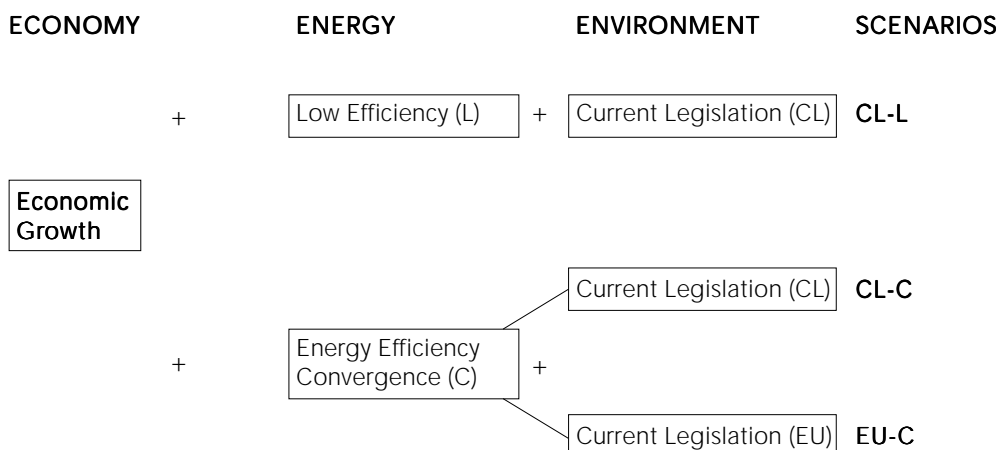 ECONOMY ENERGY ENVIRONMENT SCENARIOS
+ Low Efficiency (L) + Current Legislation (CL) CL-L
Economic
Growth
Current Legislation (CL) CL-C
+ Energy Efficiency
Convergence (C) +
Current Legislation (EU) EU-C